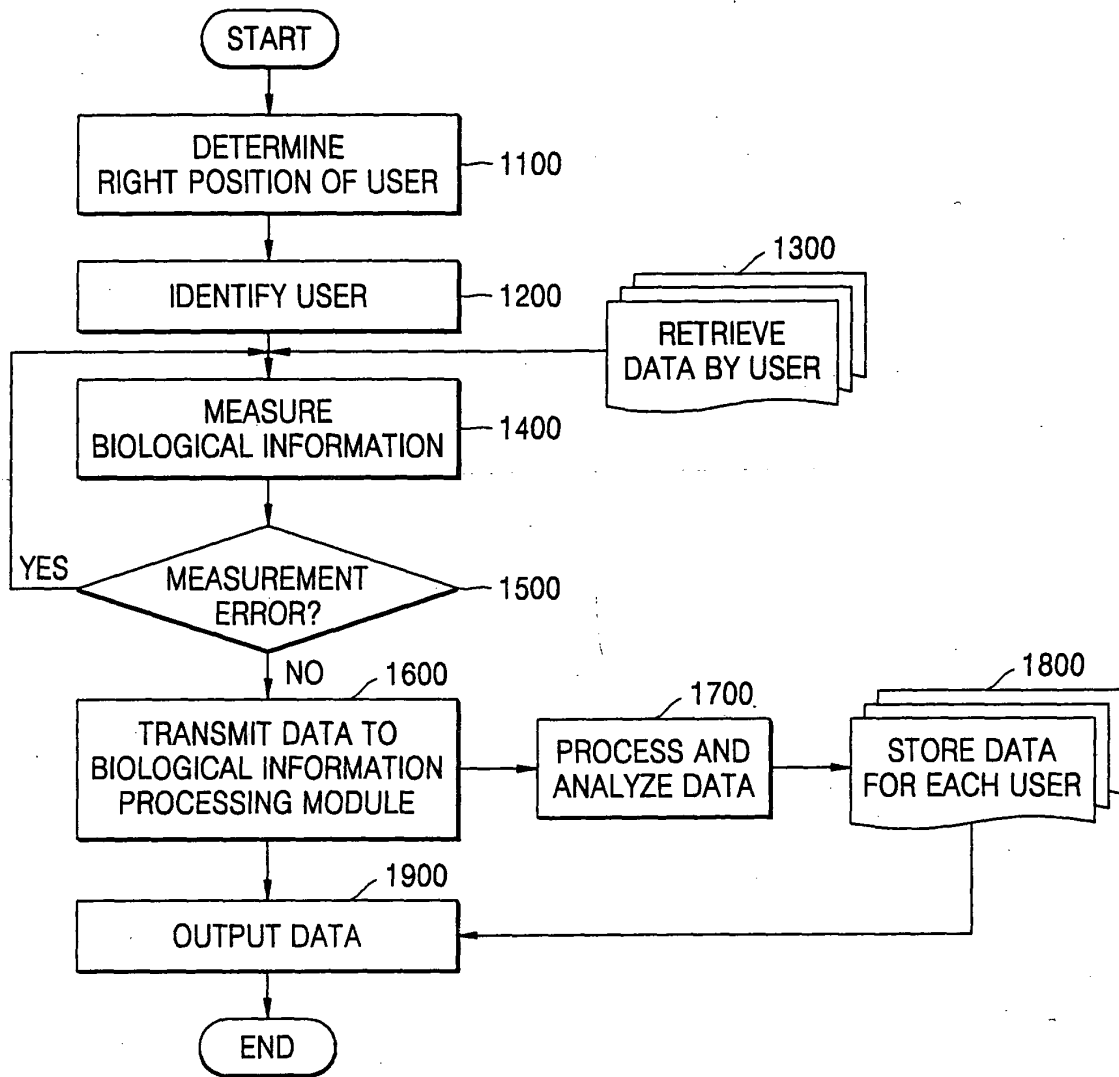 START
DETERMINE
RIGHT POSITION OF USER
1100
IDENTIFY USER
1200
1300
RETRIEVE
DATA BY USER
MEASURE
BIOLOGICAL INFORMATION
1400
YES
MEASUREMENT
ERROR?
1500
NO
1600
TRANSMIT DATA TO
BIOLOGICAL INFORMATION
PROCESSING MODULE
1700
PROCESS AND
ANALYZE DATA
1800
STORE DATA
FOR EACH USER
1900
OUTPUT DATA
END